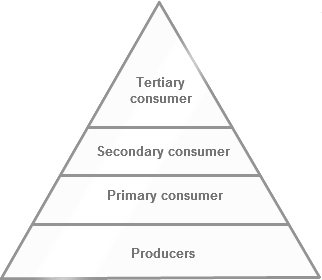 Tertiary
consumer
Secondary consumer
Primary consumer
Producers